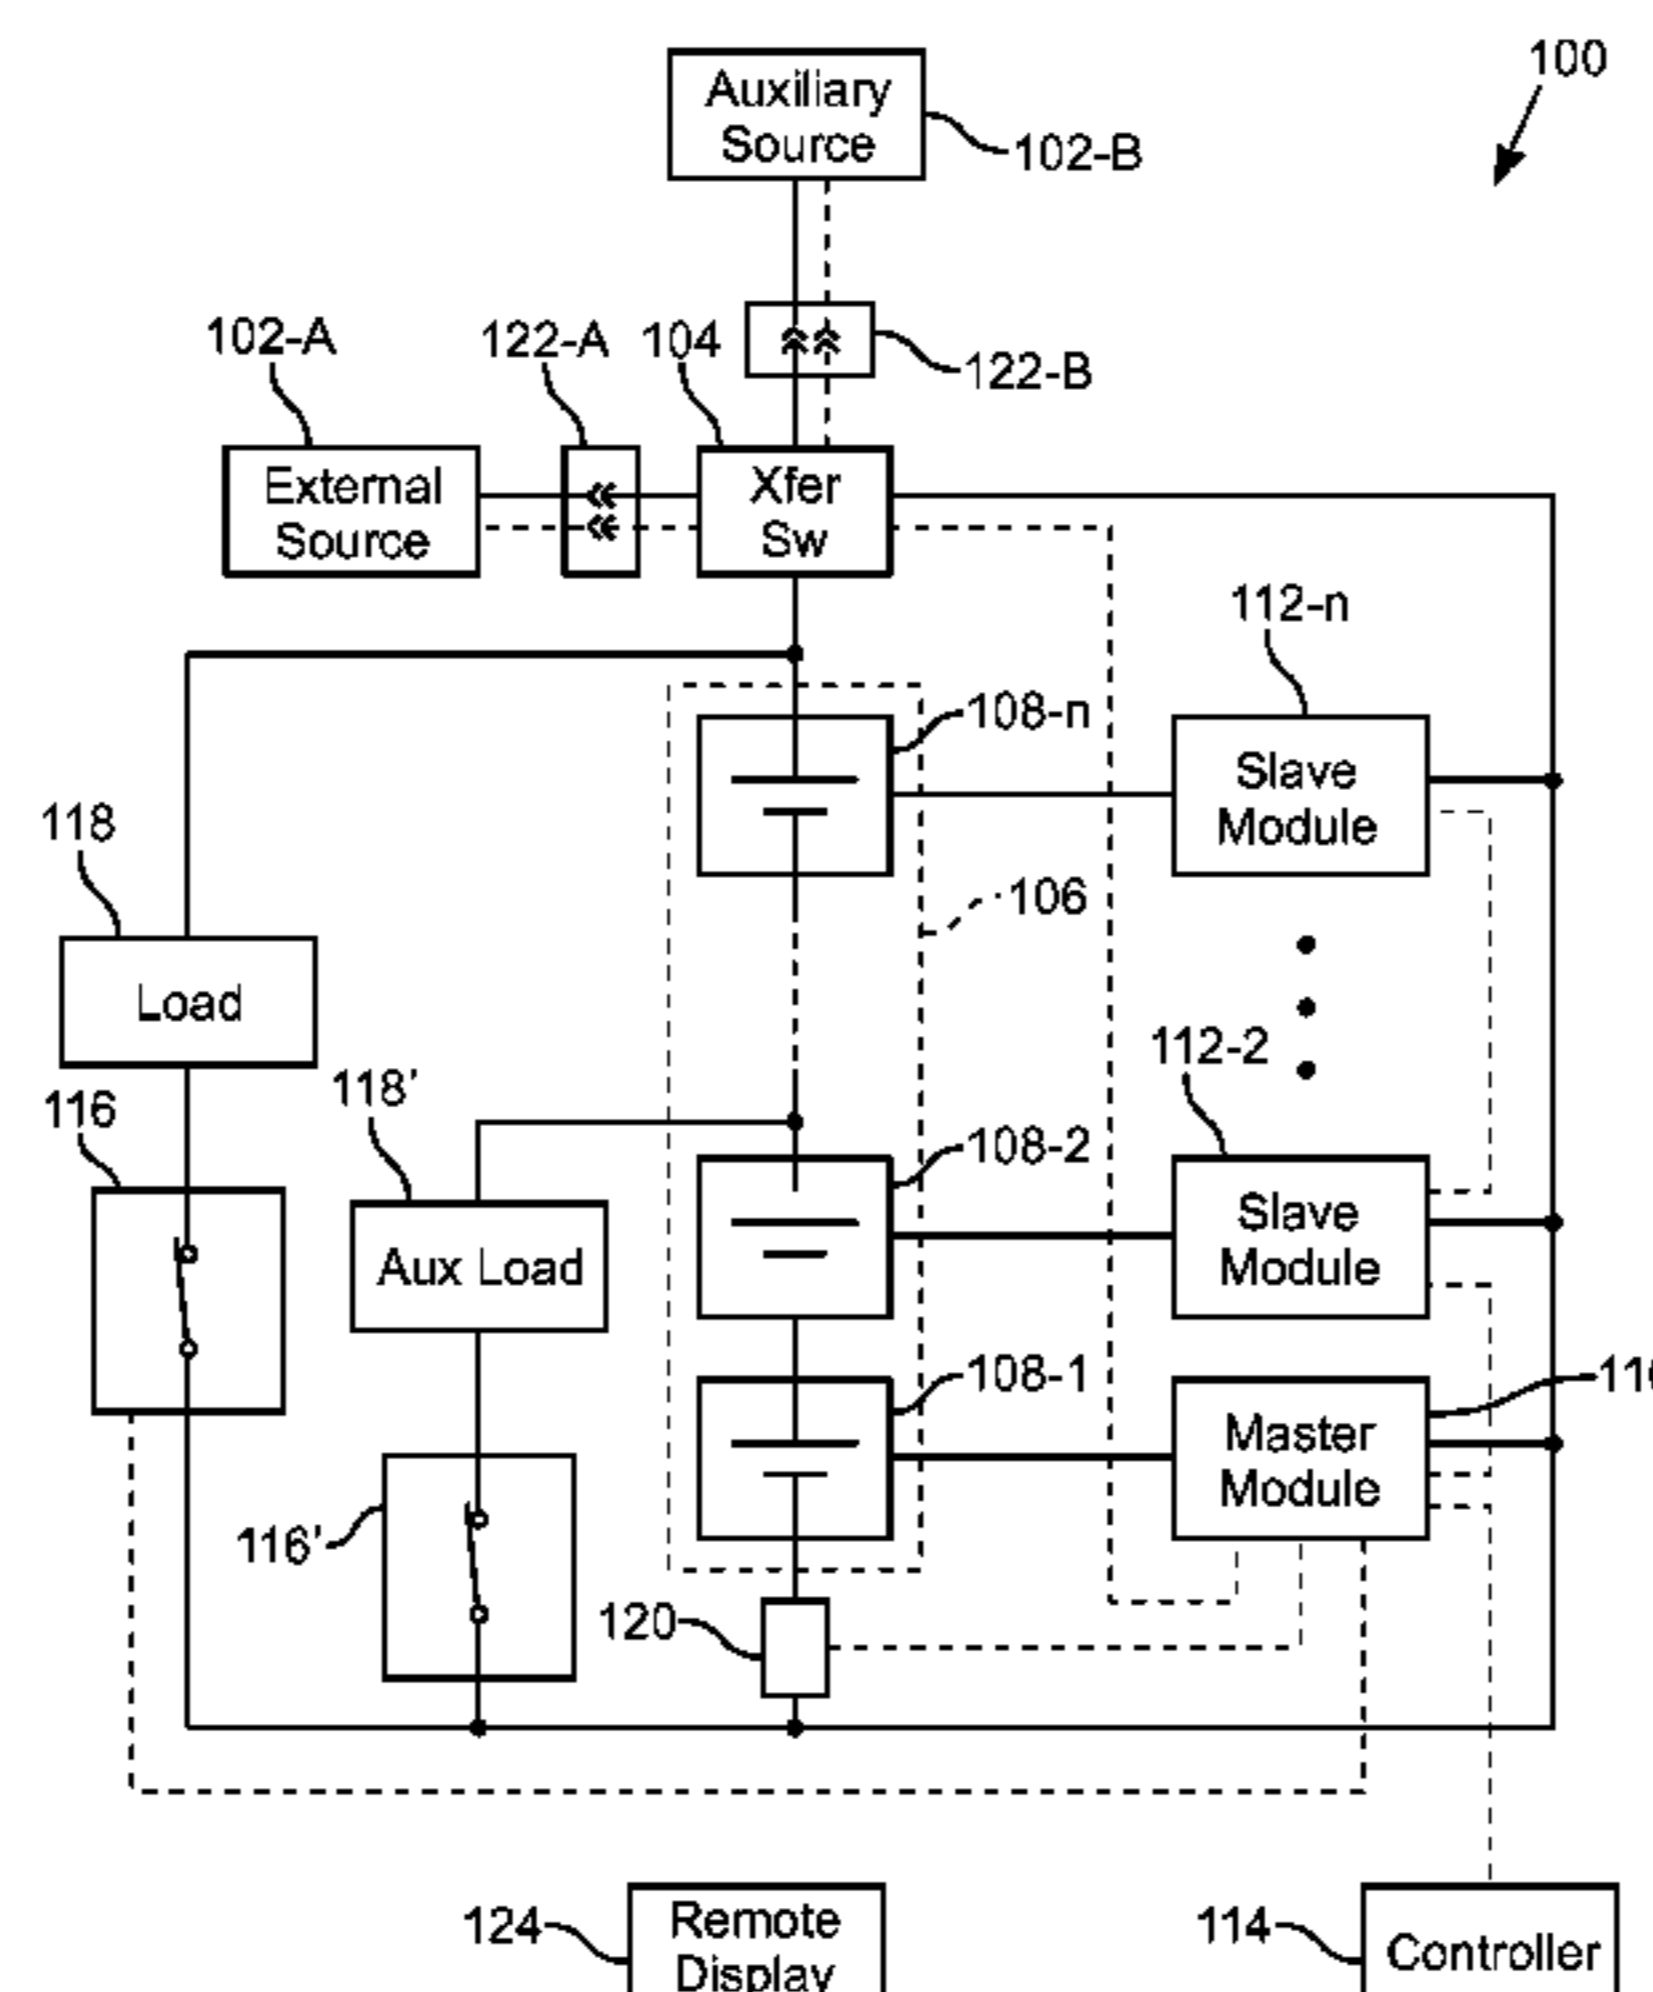 100
Auxiliary
Source
102-B
102-A
122-A
104
122-B
External
Source
Xfer
Sw
112-n
108-n
Slave
Module
118
106
Load
112-2
118'
116
108-2
Slave
Module
Aux Load
108-1
Master
Module
116'
120
124
Remote
Display
114
Controller